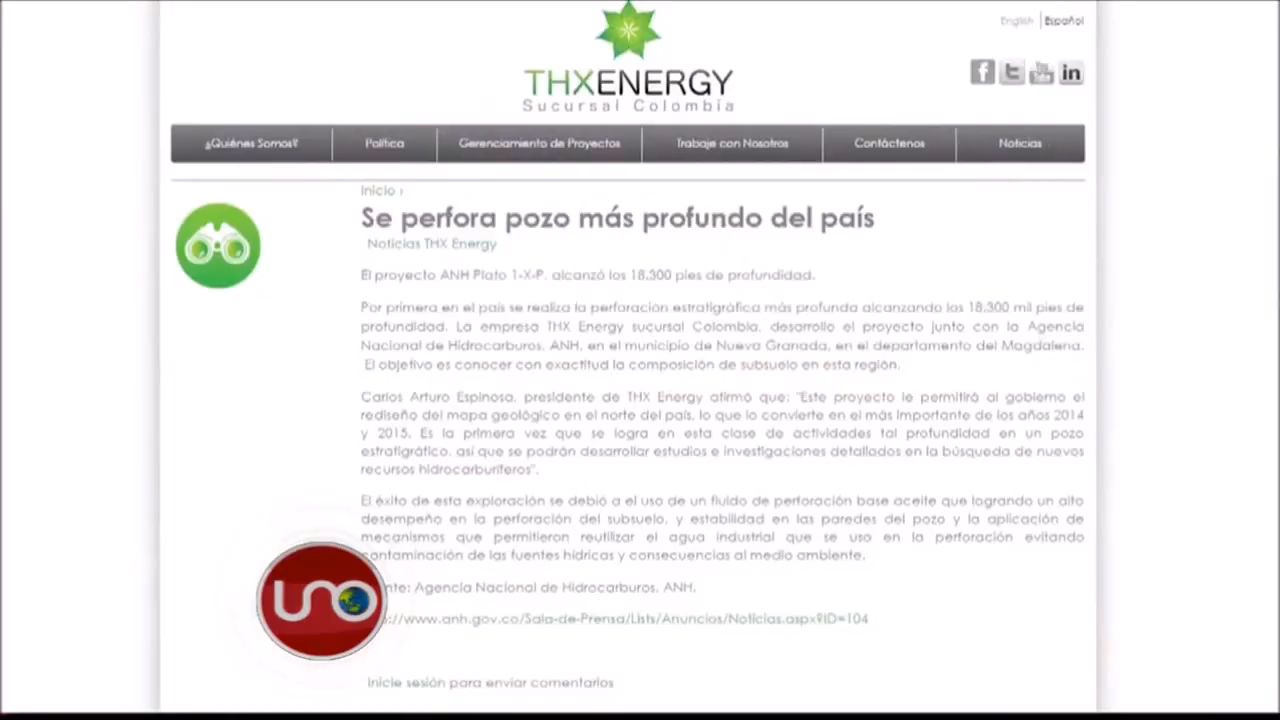 English | Español
THXENERGY
Sucursal Colombia
¿Quiénes Somos?
Política
Gerenciamiento de Proyectos
Trabaje con Nosotros
Contáctenos
Noticias
Inicio ›
Se perfora pozo más profundo del país
Noticias THX Energy
El proyecto ANH Plato 1-X-P, alcanzó los 18,300 pies de profundidad.
Por primera en el país se realiza la perforación estratigráfica más profunda alcanzando los 18,300 mil pies de
profundidad. La empresa THX Energy sucursal Colombia, desarrollo el proyecto junto con la Agencia
Nacional de Hidrocarburos, ANH, en el municipio de Nueva Granada, en el departamento del Magdalena.
El objetivo es conocer con exactitud la composición de subsuelo en esta región.
Carlos Arturo Espinosa, presidente de THX Energy afirmó que: "Este proyecto le permitirá al gobierno el
rediseño del mapa geológico en el norte del país, lo que lo convierte en el más importante de los años 2014
y 2015. Es la primera vez que se logra en esta clase de actividades tal profundidad en un pozo
estratigráfico, así que se podrán desarrollar estudios e investigaciones detallados en la búsqueda de nuevos
recursos hidrocarburíferos".
El éxito de esta exploración se debió a el uso de un fluido de perforación base aceite que logrando un alto
desempeño en la perforación del subsuelo, y estabilidad en las paredes del pozo y la aplicación de
mecanismos que permitieron reutilizar el agua industrial que se uso en la perforación evitando
contaminación de las fuentes hídricas y consecuencias al medio ambiente.
nte: Agencia Nacional de Hidrocarburos, ANH.
://www.anh.gov.co/Sala-de-Prensa/Lists/Anuncios/Noticias.aspx?ID=104
UNO
Inicie sesión para enviar comentarios